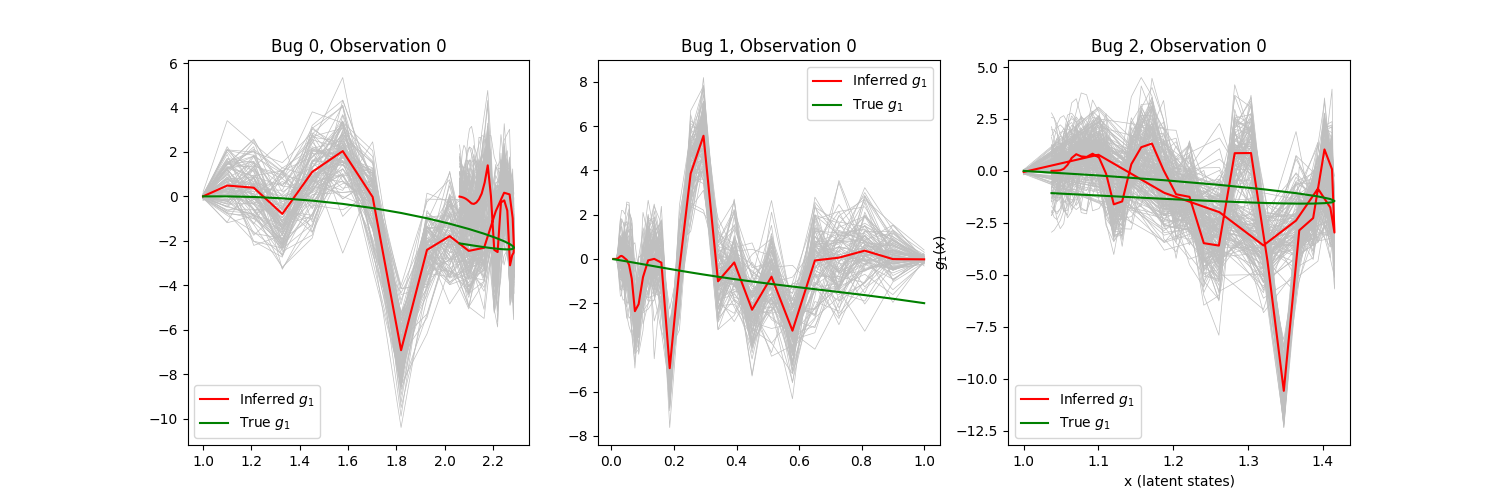 Bug 0, Observation 0
6
4
2
0
−2
−4
−6
−8
−10
1.0 1.2 1.4 1.6 1.8 2.0 2.2
Inferred g₁
True g₁
Bug 1, Observation 0
8
6
4
2
0
−2
−4
−6
−8
0.0 0.2 0.4 0.6 0.8 1.0
Inferred g₁
True g₁
Bug 2, Observation 0
g₁(x)
5.0
2.5
0.0
−2.5
−5.0
−7.5
−10.0
−12.5
1.0 1.1 1.2 1.3 1.4
x (latent states)
Inferred g₁
True g₁